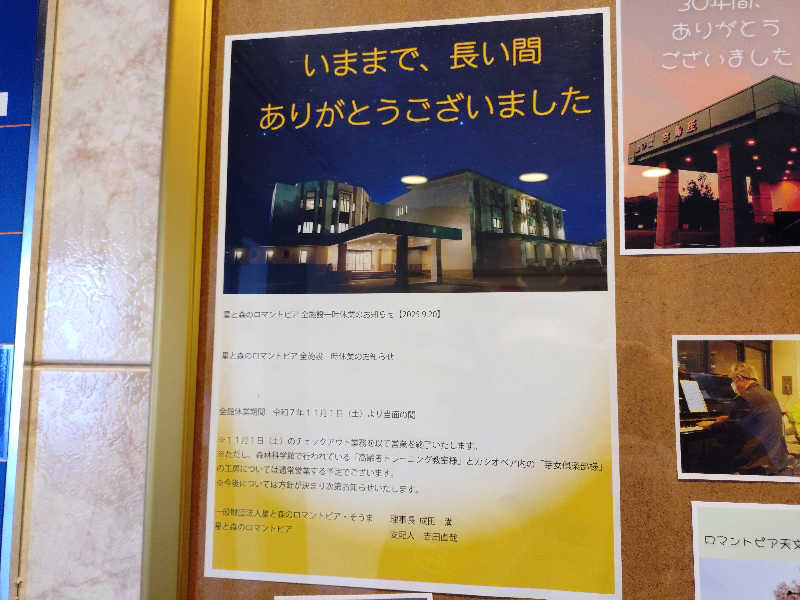 いままで、長い間
ありがとうございました
星と森のロマントピア 全施設一時休業のお知らせ【2025.9.20】
星と森のロマントピア 全施設一時休業のお知らせ
全館休業期間　令和７年１１月１日（土）より当面の間
※１１月１日（土）のチェックアウト業務を以て営業を終了いたします。
※ただし、森林科学館で行われている「高齢者トレーニング教室様」とカシオペア内の「夢女倶楽部様」
の工房については通常営業する予定でございます。
※今後については方針が決まり次第お知らせいたします。
一般財団法人星と森のロマントピア・そうま　理事長 成田
星と森のロマントピア　支配人　吉田直哉
30年間、
ありがとう
ございました
ロマントピア天文